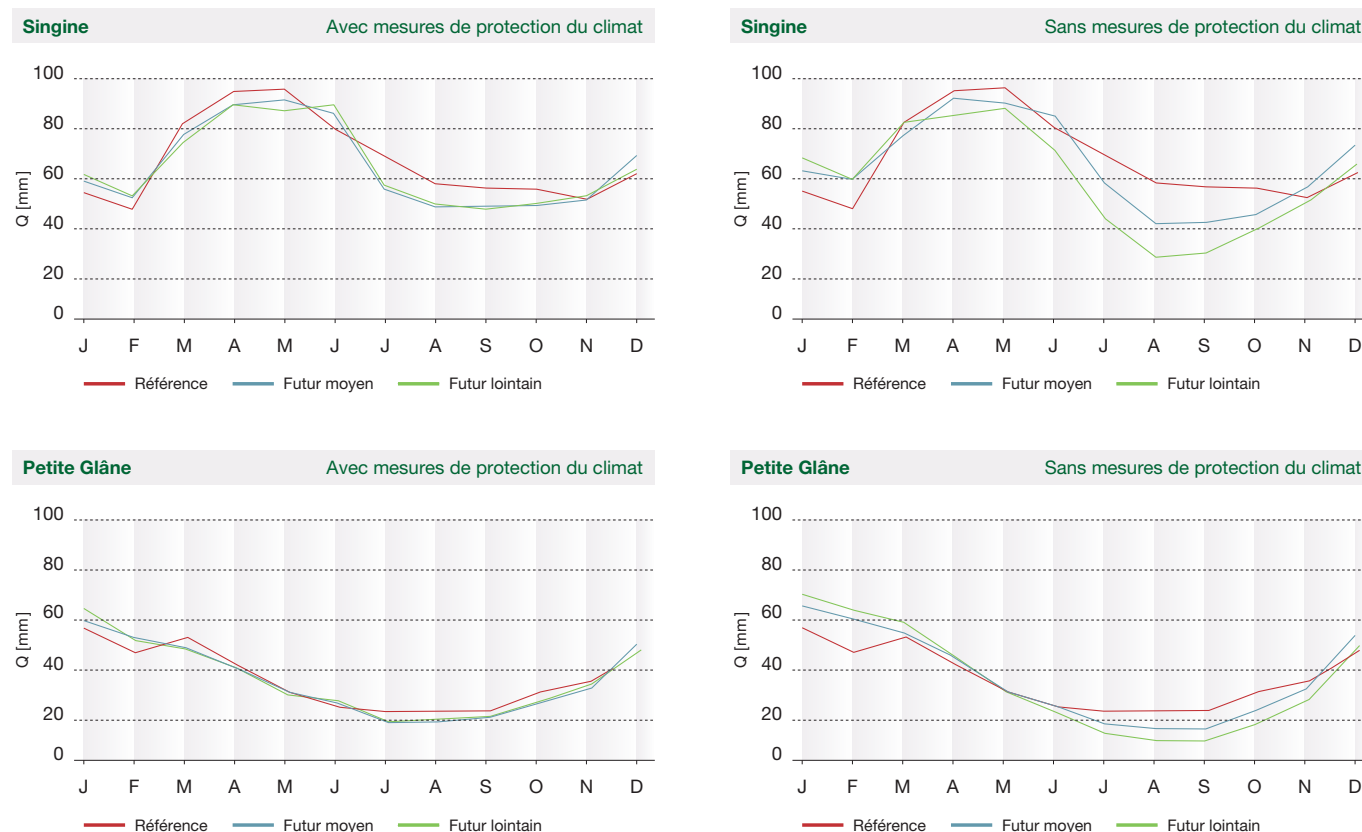 Singine Avec mesures de protection du climat
100
80
60
40
20
0
Q [mm]
J F M A M J J A S O N D
Référence Futur moyen Futur lointain
Singine Sans mesures de protection du climat
100
80
60
40
20
0
Q [mm]
J F M A M J J A S O N D
Référence Futur moyen Futur lointain
Petite Glâne Avec mesures de protection du climat
100
80
60
40
20
0
Q [mm]
J F M A M J J A S O N D
Référence Futur moyen Futur lointain
Petite Glâne Sans mesures de protection du climat
100
80
60
40
20
0
Q [mm]
J F M A M J J A S O N D
Référence Futur moyen Futur lointain